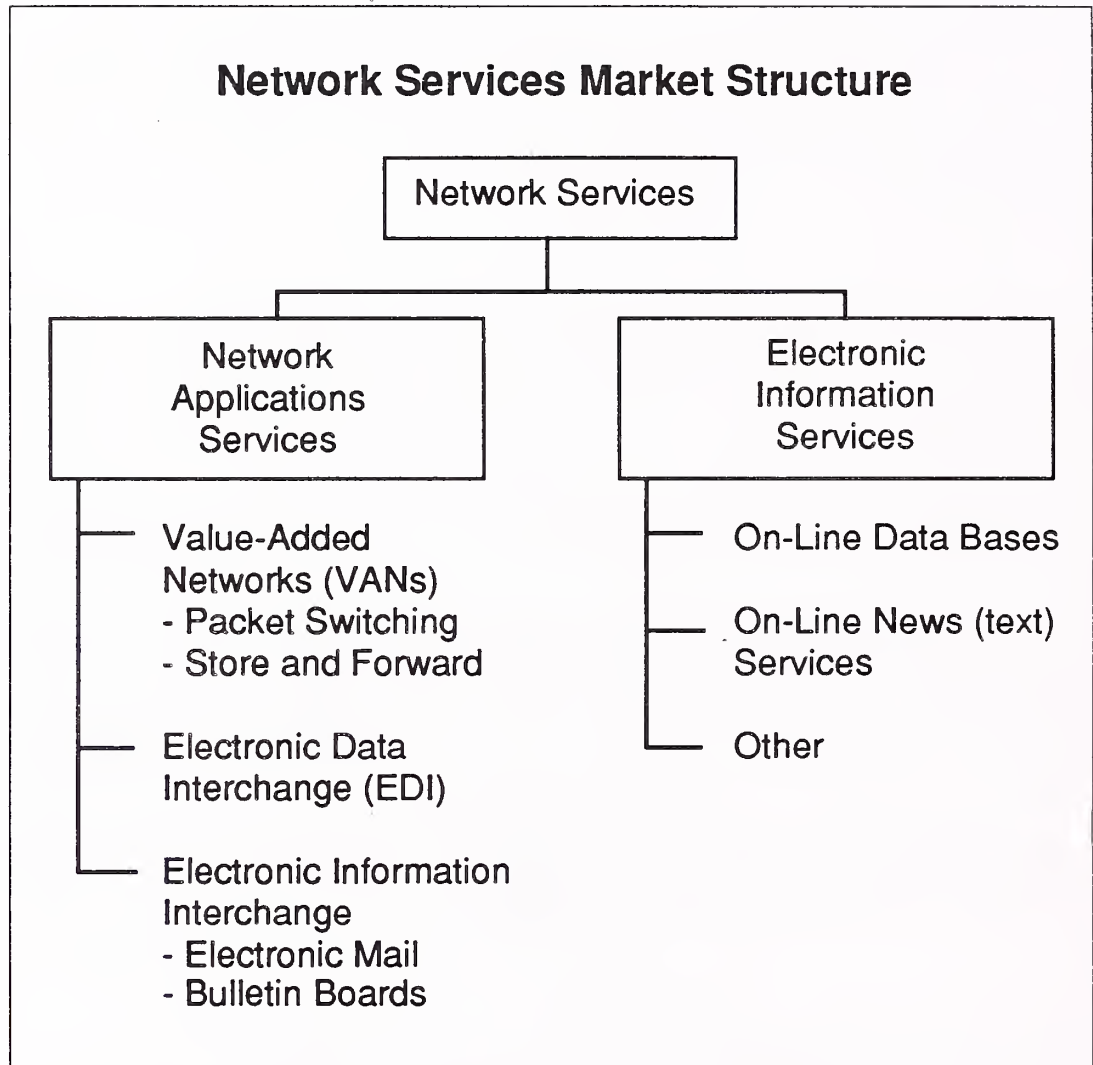 Network Services Market Structure
Network Services
Network
Applications
Services
Value-Added
Networks (VANs)
- Packet Switching
- Store and Forward
Electronic Data
Interchange (EDI)
Electronic Information
Interchange
- Electronic Mail
- Bulletin Boards
Electronic
Information
Services
On-Line Data Bases
On-Line News (text)
Services
Other